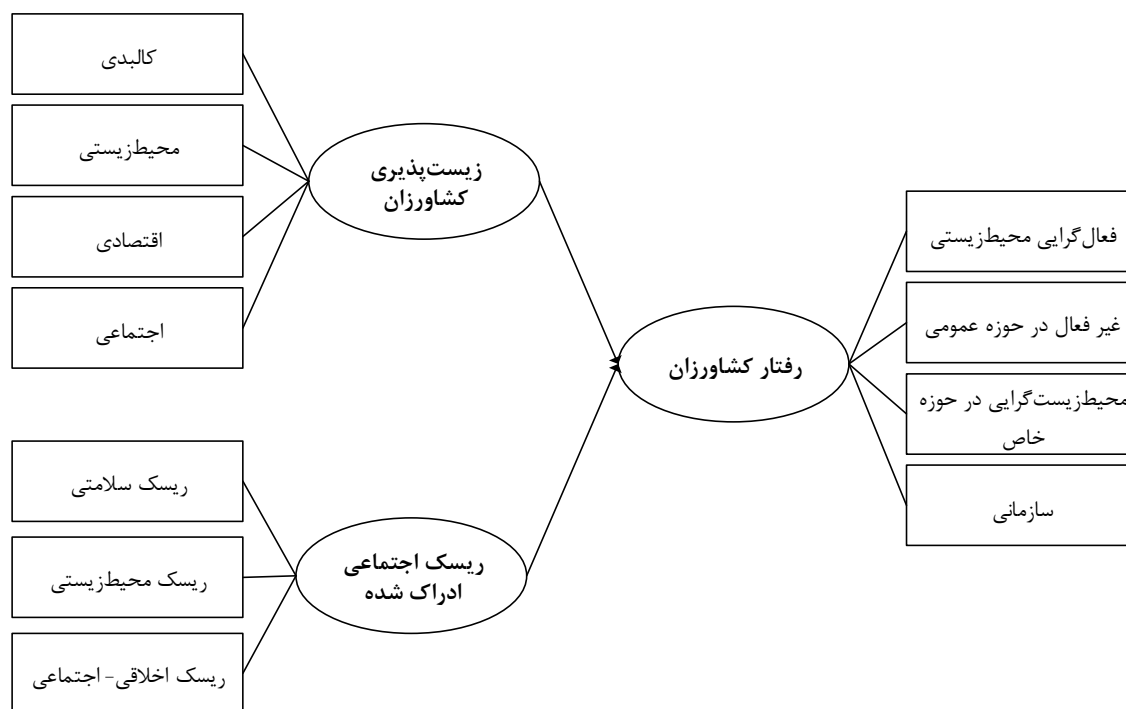 کالبدی
محیط‌زیستی
اقتصادی
اجتماعی
زیست‌پذیری
کشاورزان
ریسک سلامتی
ریسک محیط‌زیستی
ریسک اخلاقی- اجتماعی
ریسک اجتماعی
ادراک شده
رفتار کشاورزان
فعال‌گرایی محیط‌زیستی
غیر فعال در حوزه عمومی
محیط‌زیست‌گرایی در حوزه
خاص
سازمانی